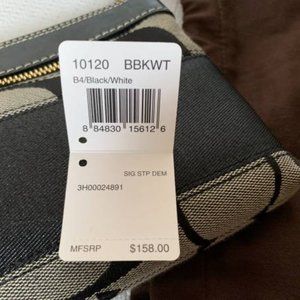 10120 BBKWT
B4/Black/White
8 84830 15612 6
SIG STP DEM
3H00024891
MFSRP $158.00